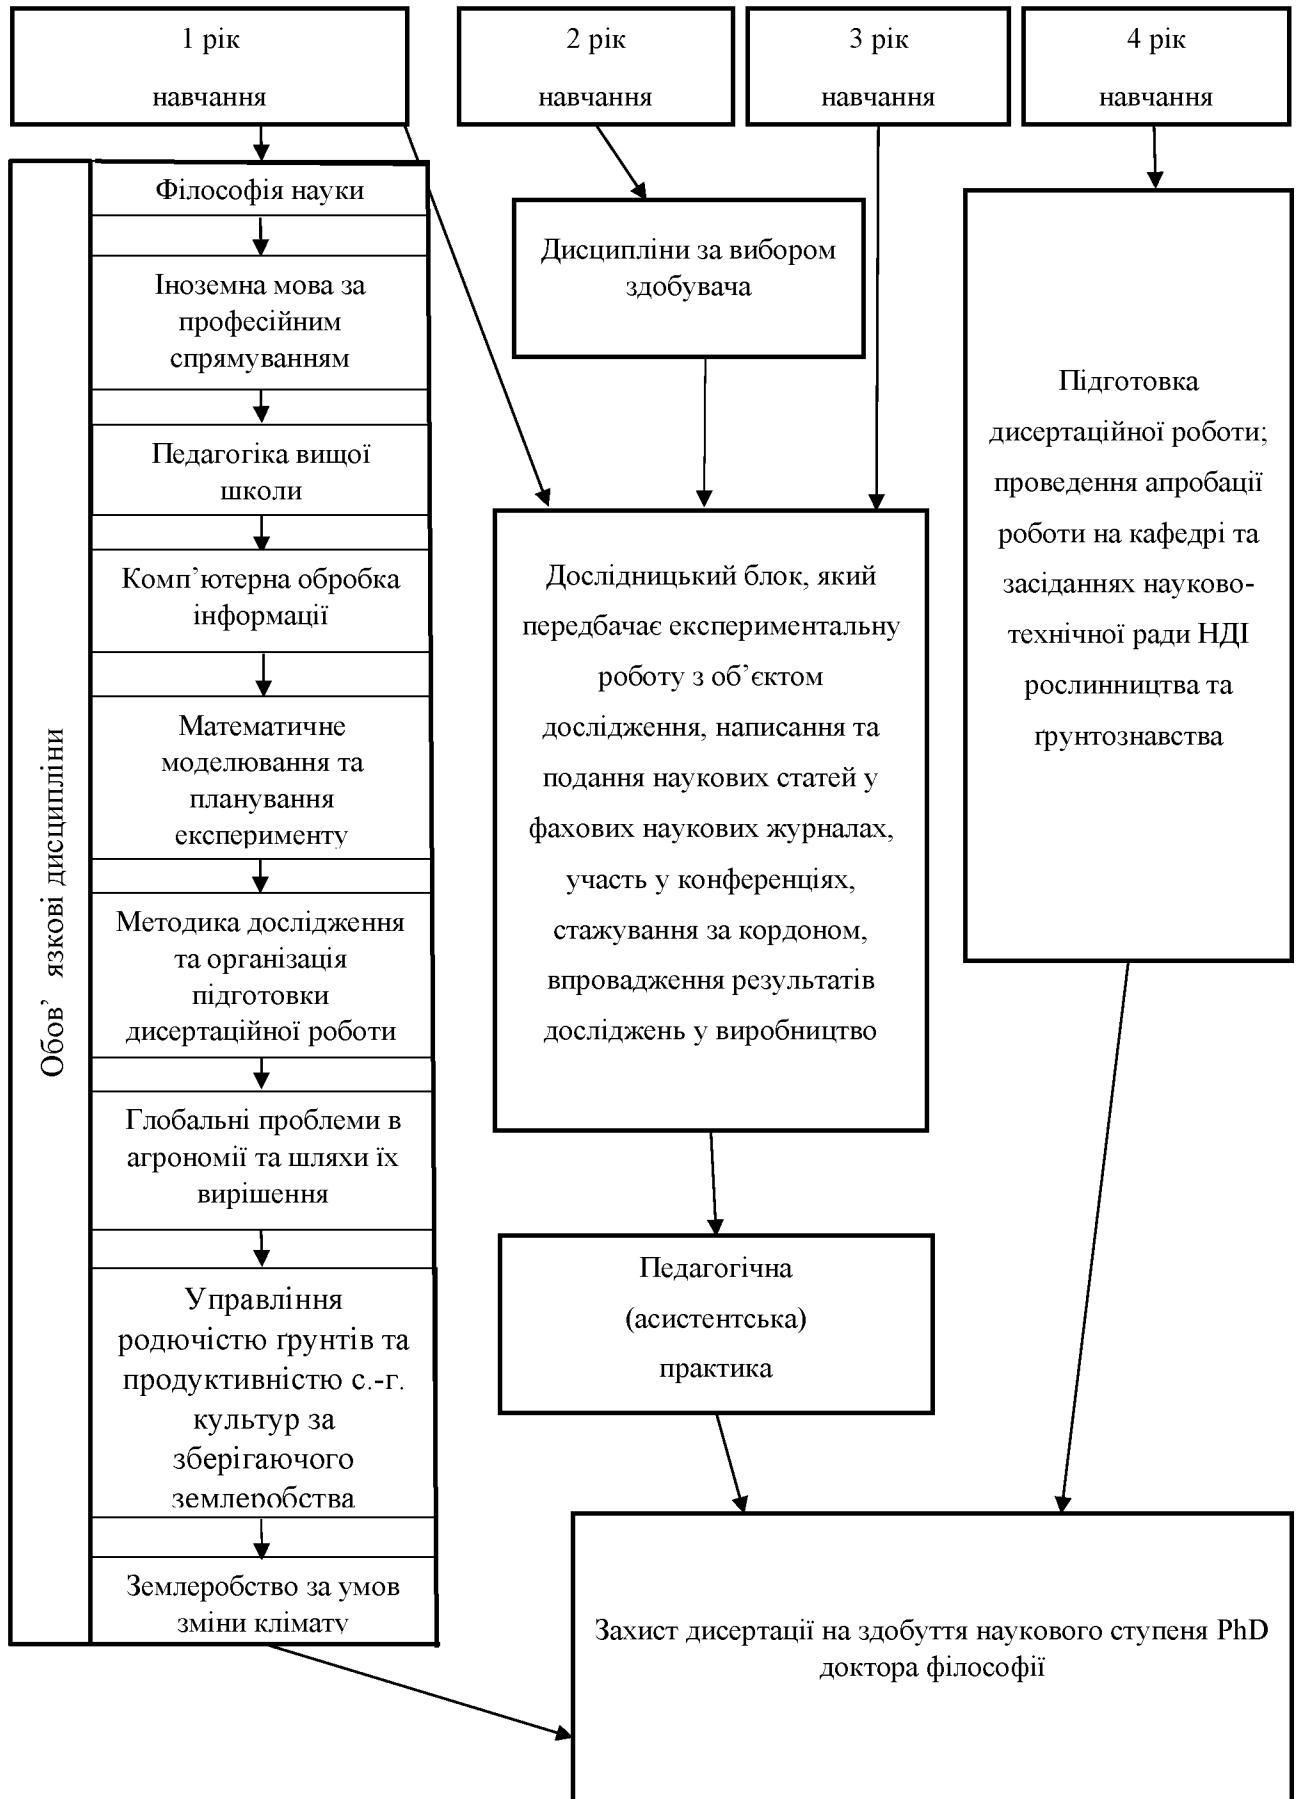 1 рік
навчання
2 рік
навчання
3 рік
навчання
4 рік
навчання
Обов’ язкові дисципліни
Філософія науки
Іноземна мова за
професійним
спрямуванням
Педагогіка вищої
школи
Комп’ютерна обробка
інформації
Математичне
моделювання та
планування
експерименту
Методика дослідження
та організація
підготовки
дисертаційної роботи
Глобальні проблеми в
агрономії та шляхи їх
вирішення
Управління
родючістю ґрунтів та
продуктивністю с.-г.
культур за
зберігаючого
землеробства
Землеробство за умов
зміни клімату
Дисципліни за вибором
здобувача
Дослідницький блок, який
передбачає експериментальну
роботу з об’єктом
дослідження, написання та
подання наукових статей у
фахових наукових журналах,
участь у конференціях,
стажування за кордоном,
впровадження результатів
досліджень у виробництво
Педагогічна
(асистентська)
практика
Підготовка
дисертаційної роботи;
проведення апробації
роботи на кафедрі та
засіданнях науково-
технічної ради НДІ
рослинництва та
ґрунтознавства
Захист дисертації на здобуття наукового ступеня PhD
доктора філософії